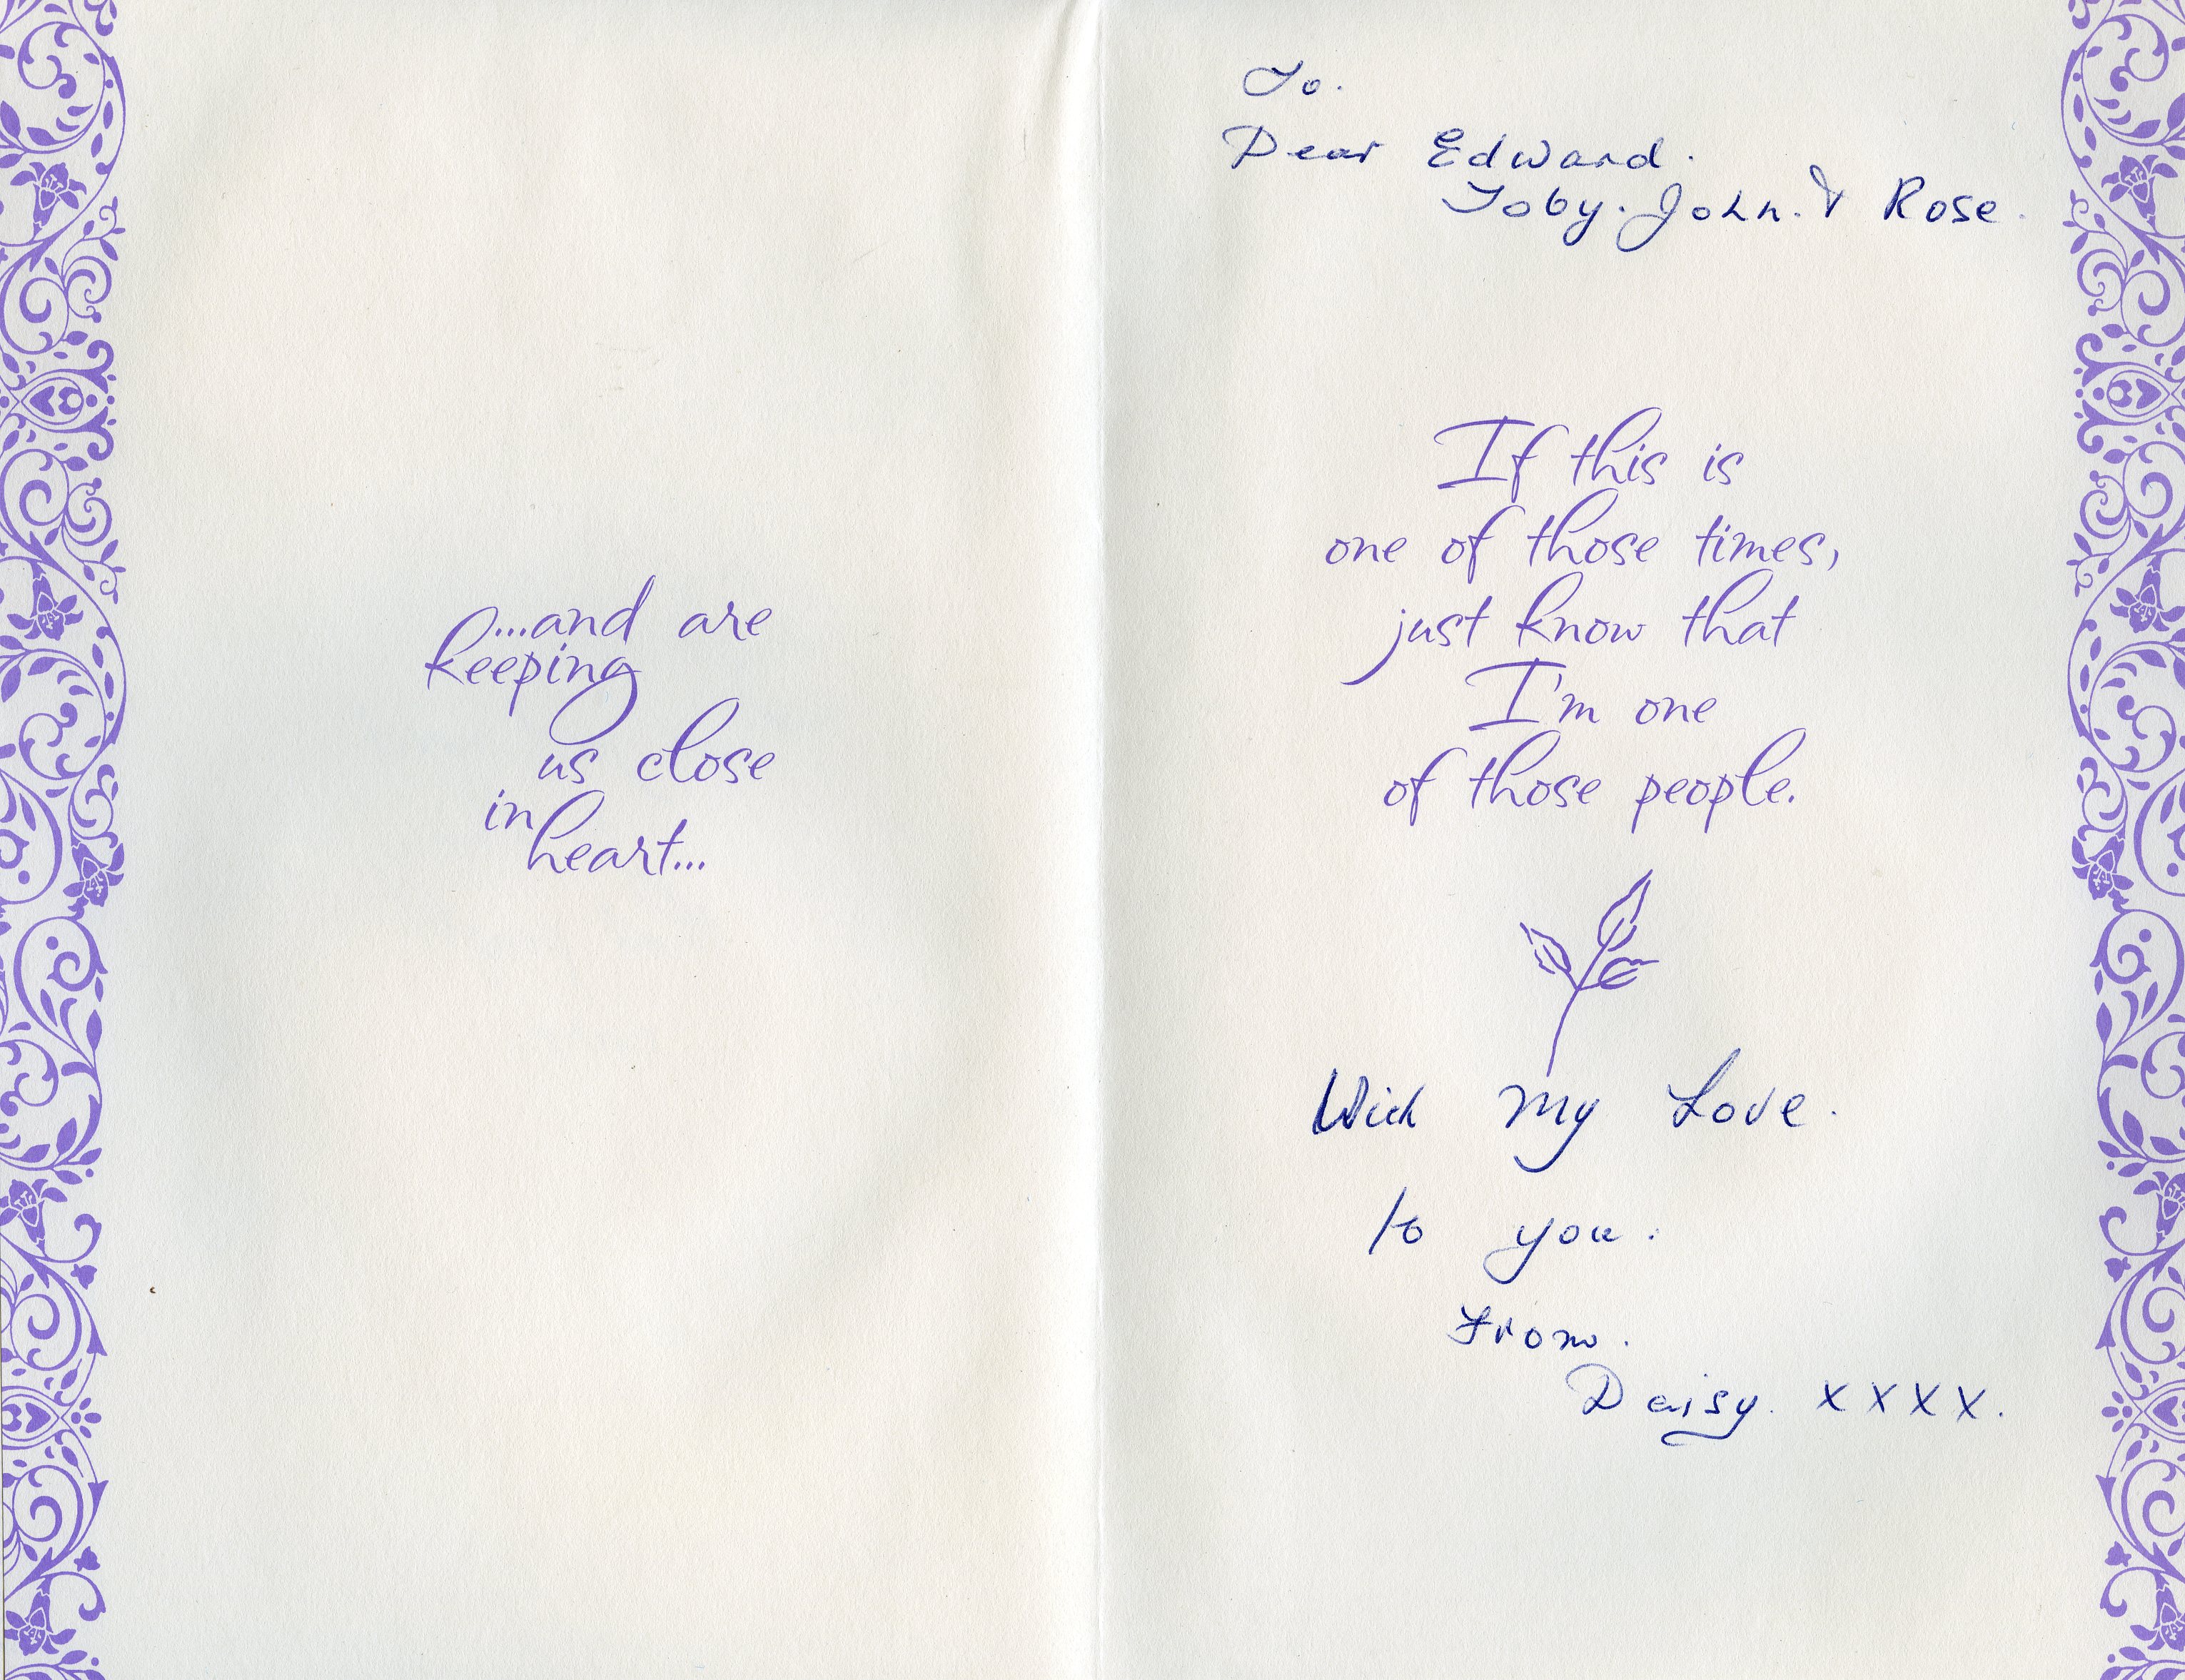 ...and are
keeping
us close
in
heart...
To.
Dear Edward.
Toby. John. & Rose.
If this is
one of those times,
just know that
I'm one
of those people.
With My Love.
to you.
From.
Daisy. xxxx.